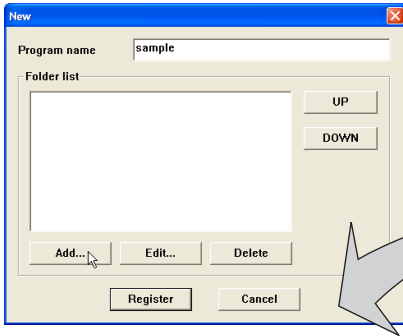 New
Program name sample
Folder list
UP
DOWN
Add... Edit... Delete
Register Cancel